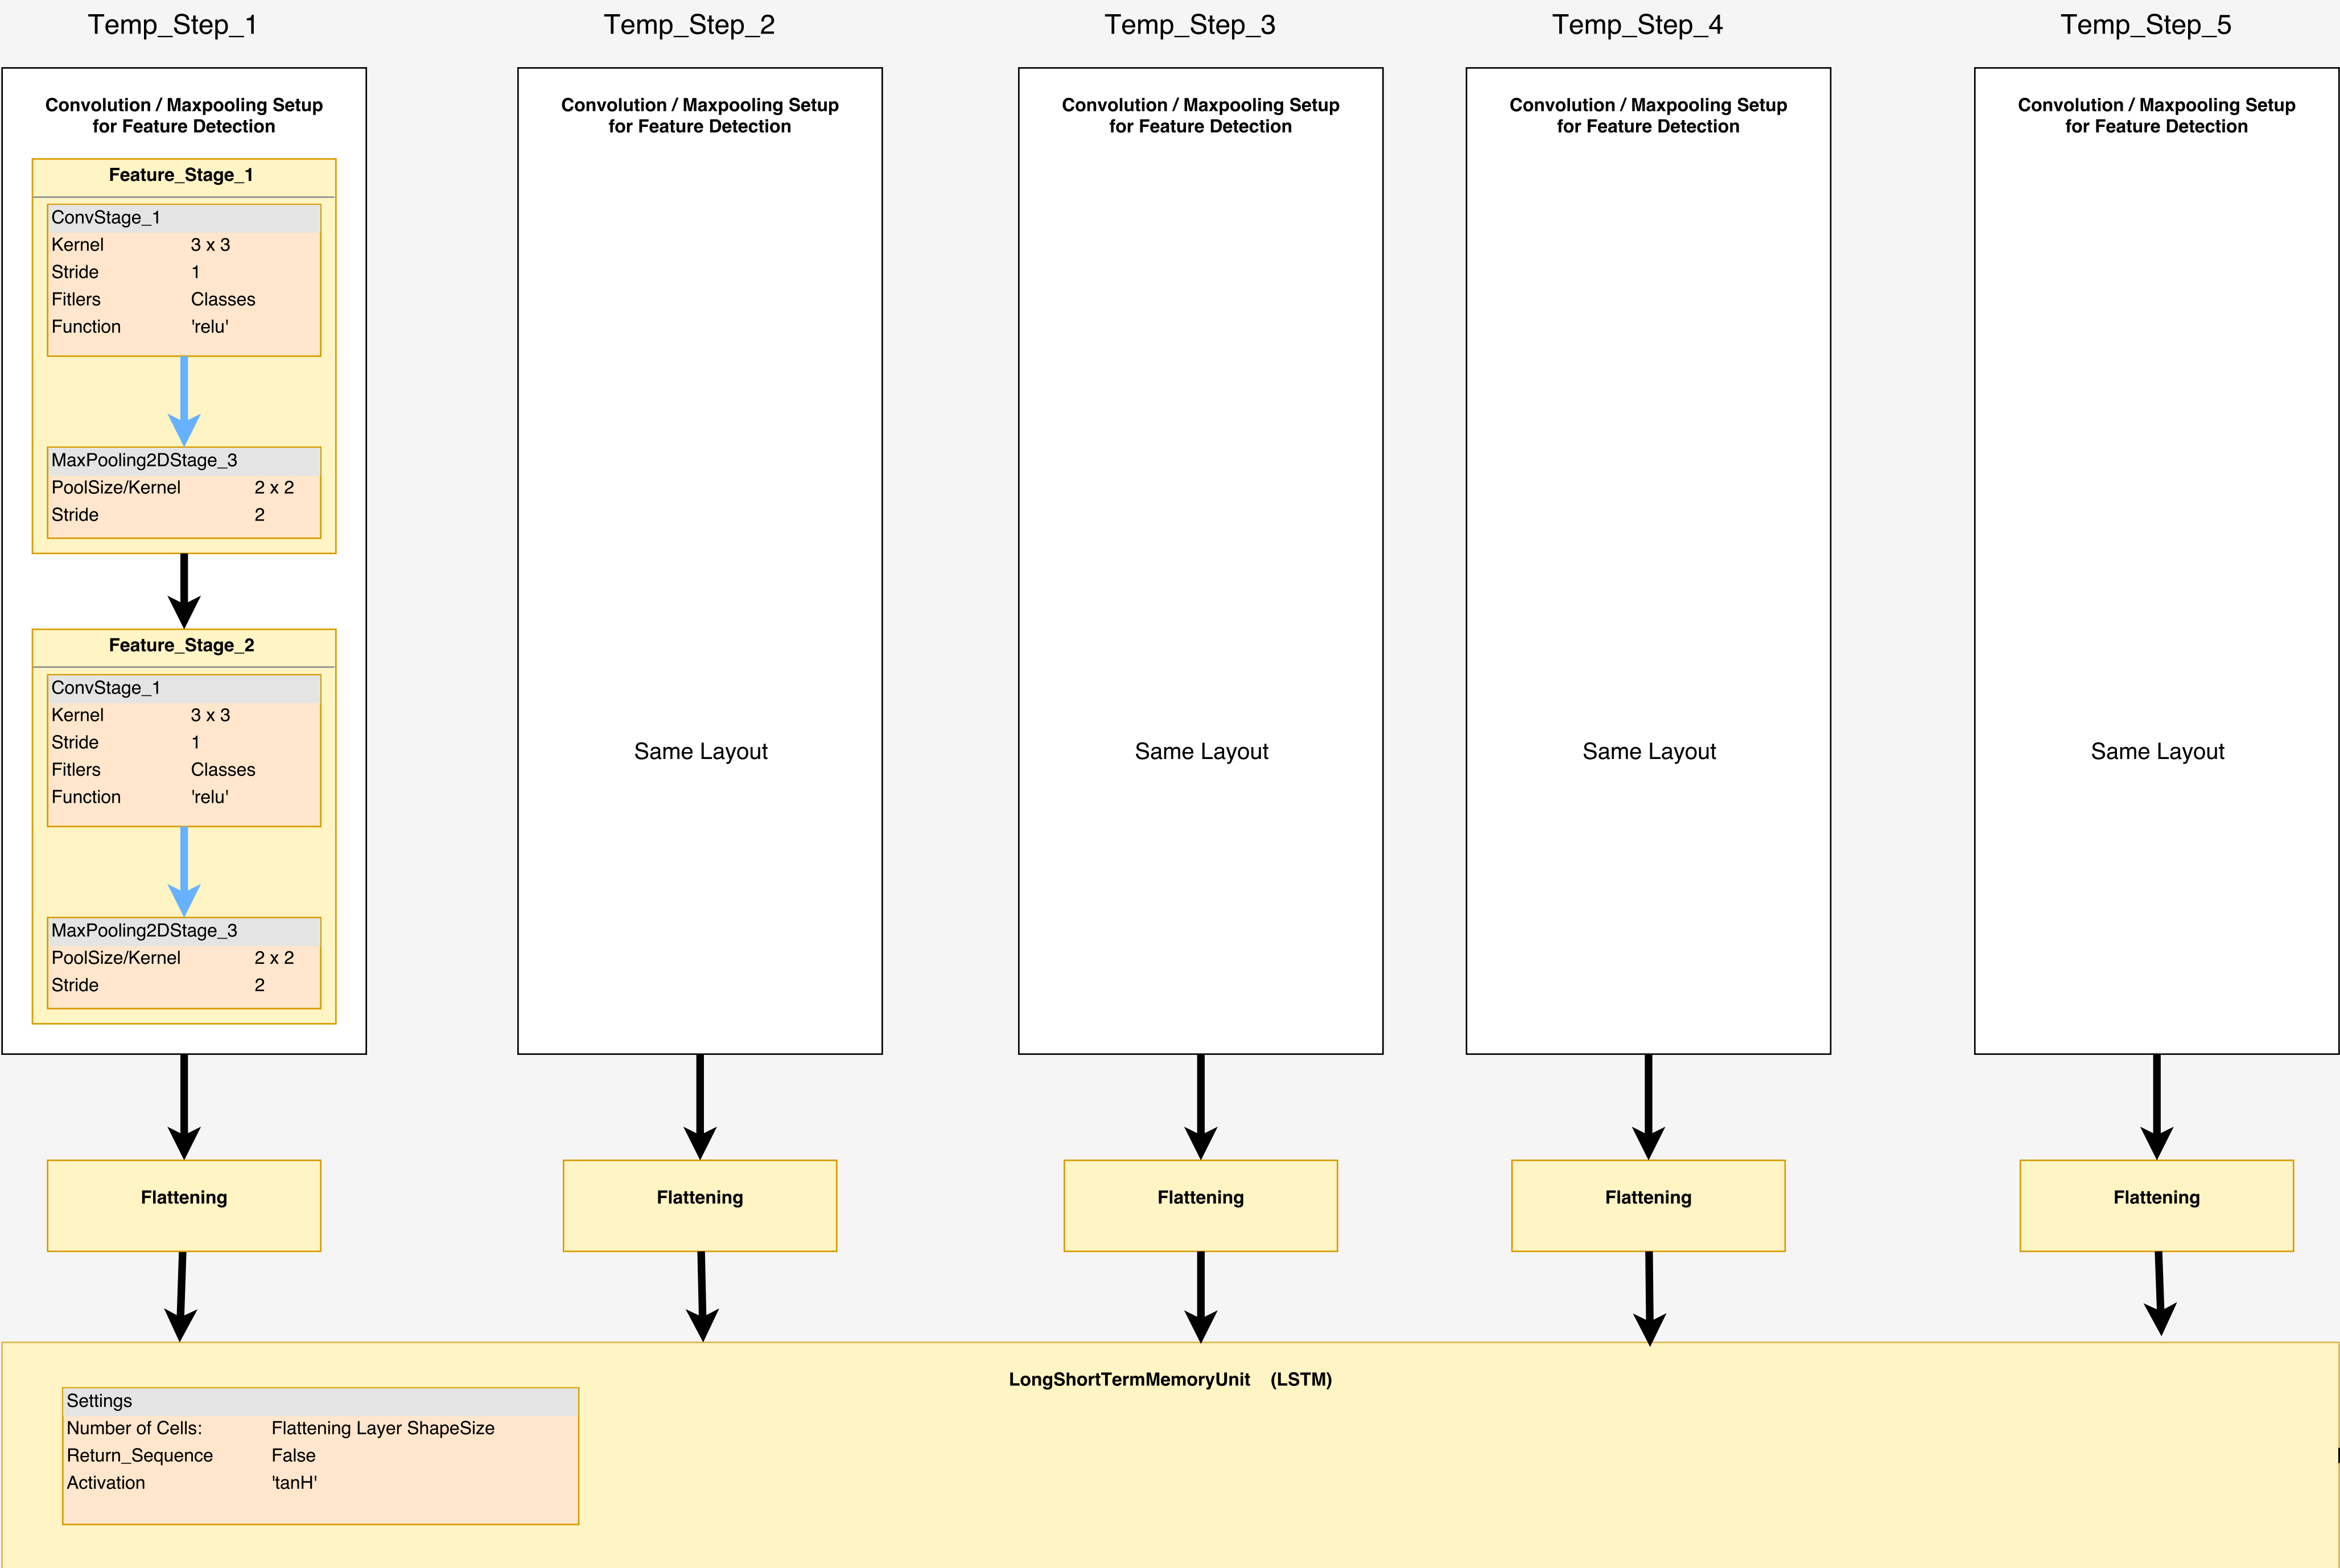 Temp_Step_1
Temp_Step_2
Temp_Step_3
Temp_Step_4
Temp_Step_5
Convolution / Maxpooling Setup
for Feature Detection
Feature_Stage_1
ConvStage_1
Kernel 3 x 3
Stride 1
Fitlers Classes
Function 'relu'
MaxPooling2DStage_3
PoolSize/Kernel 2 x 2
Stride 2
Feature_Stage_2
ConvStage_1
Kernel 3 x 3
Stride 1
Fitlers Classes
Function 'relu'
MaxPooling2DStage_3
PoolSize/Kernel 2 x 2
Stride 2
Convolution / Maxpooling Setup
for Feature Detection
Same Layout
Convolution / Maxpooling Setup
for Feature Detection
Same Layout
Convolution / Maxpooling Setup
for Feature Detection
Same Layout
Convolution / Maxpooling Setup
for Feature Detection
Same Layout
Flattening
Flattening
Flattening
Flattening
Flattening
LongShortTermMemoryUnit (LSTM)
Settings
Number of Cells: Flattening Layer ShapeSize
Return_Sequence False
Activation 'tanH'